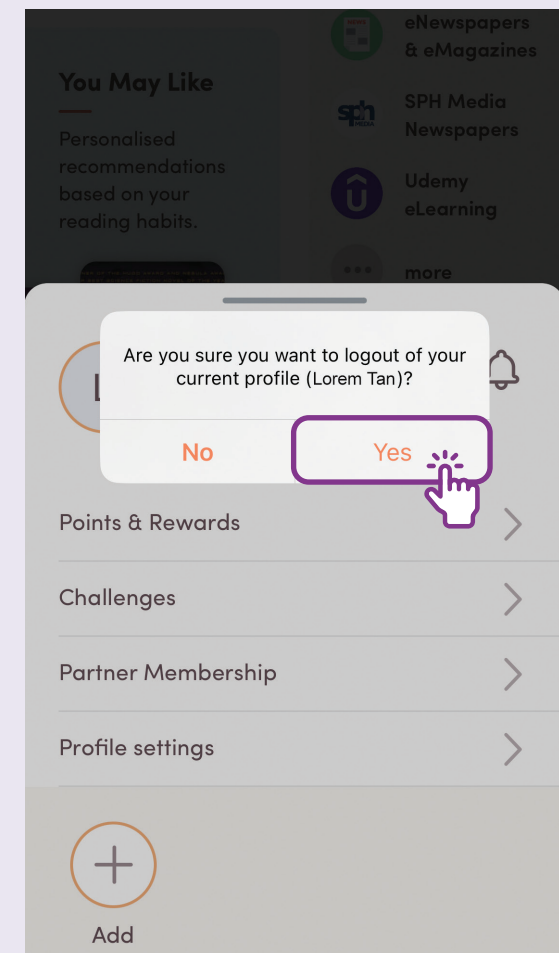 eNewspapers
& eMagazines
You May Like
SPH Media
Newspapers
Personalised
recommendations
based on your
reading habits.
sph
MEDIA
Udemy
eLearning
more
Are you sure you want to logout of your
current profile (Lorem Tan)?
No
Yes
Points & Rewards
Challenges
Partner Membership
Profile settings
Add